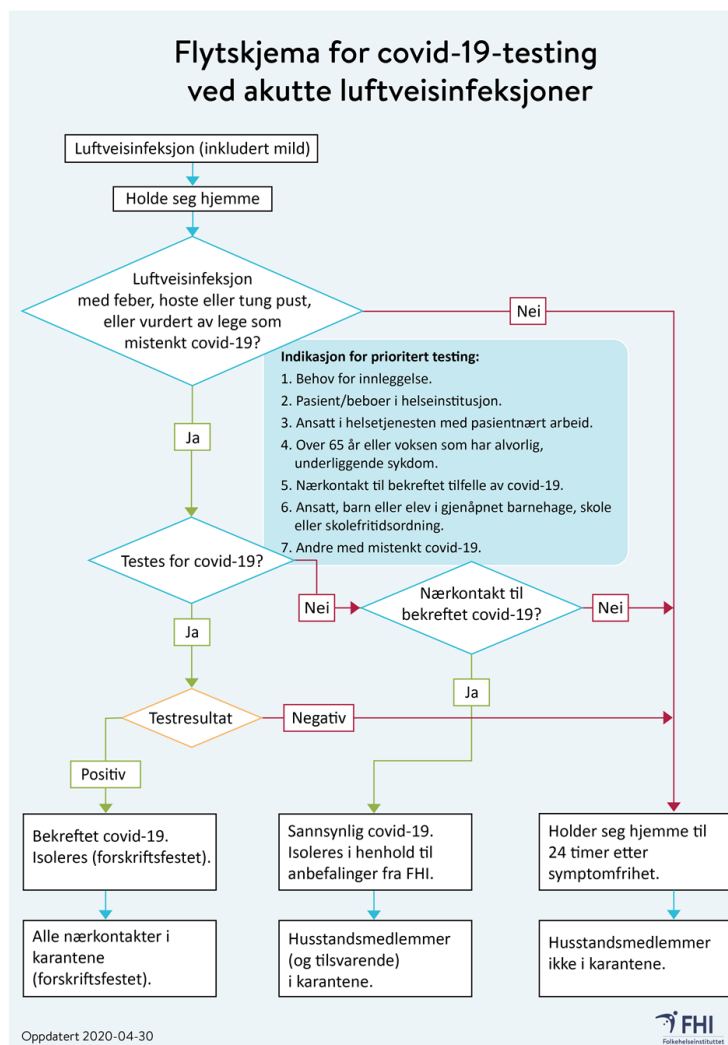 Flytskjema for covid-19-testing
ved akutte luftveisinfeksjoner
Luftveisinfeksjon (inkludert mild)
Holde seg hjemme
Luftveisinfeksjon
med feber, hoste eller tung pust,
eller vurdert av lege som
mistenkt covid-19?
Nei
Indikasjon for prioritert testing:
1. Behov for innleggelse.
2. Pasient/beboer i helseinstitusjon.
3. Ansatt i helsetjenesten med pasientnært arbeid.
4. Over 65 år eller voksen som har alvorlig,
underliggende sykdom.
5. Nærkontakt til bekreftet tilfelle av covid-19.
6. Ansatt, barn eller elev i gjenåpnet barnehage, skole
eller skolefritidsordning.
7. Andre med mistenkt covid-19.
Ja
Testes for covid-19?
Nei
Nærkontakt til
bekreftet covid-19?
Nei
Ja
Ja
Testresultat
Negativ
Positiv
Bekreftet covid-19.
Isoleres (forskriftsfestet).
Sannsynlig covid-19.
Isoleres i henhold til
anbefalinger fra FHI.
Holder seg hjemme til
24 timer etter
symptomfrihet.
Alle nærkontakter i
karantene
(forskriftsfestet).
Husstandsmedlemmer
(og tilsvarende)
i karantene.
Husstandsmedlemmer
ikke i karantene.
Oppdatert 2020-04-30
FHI
Folkehelseinstituttet